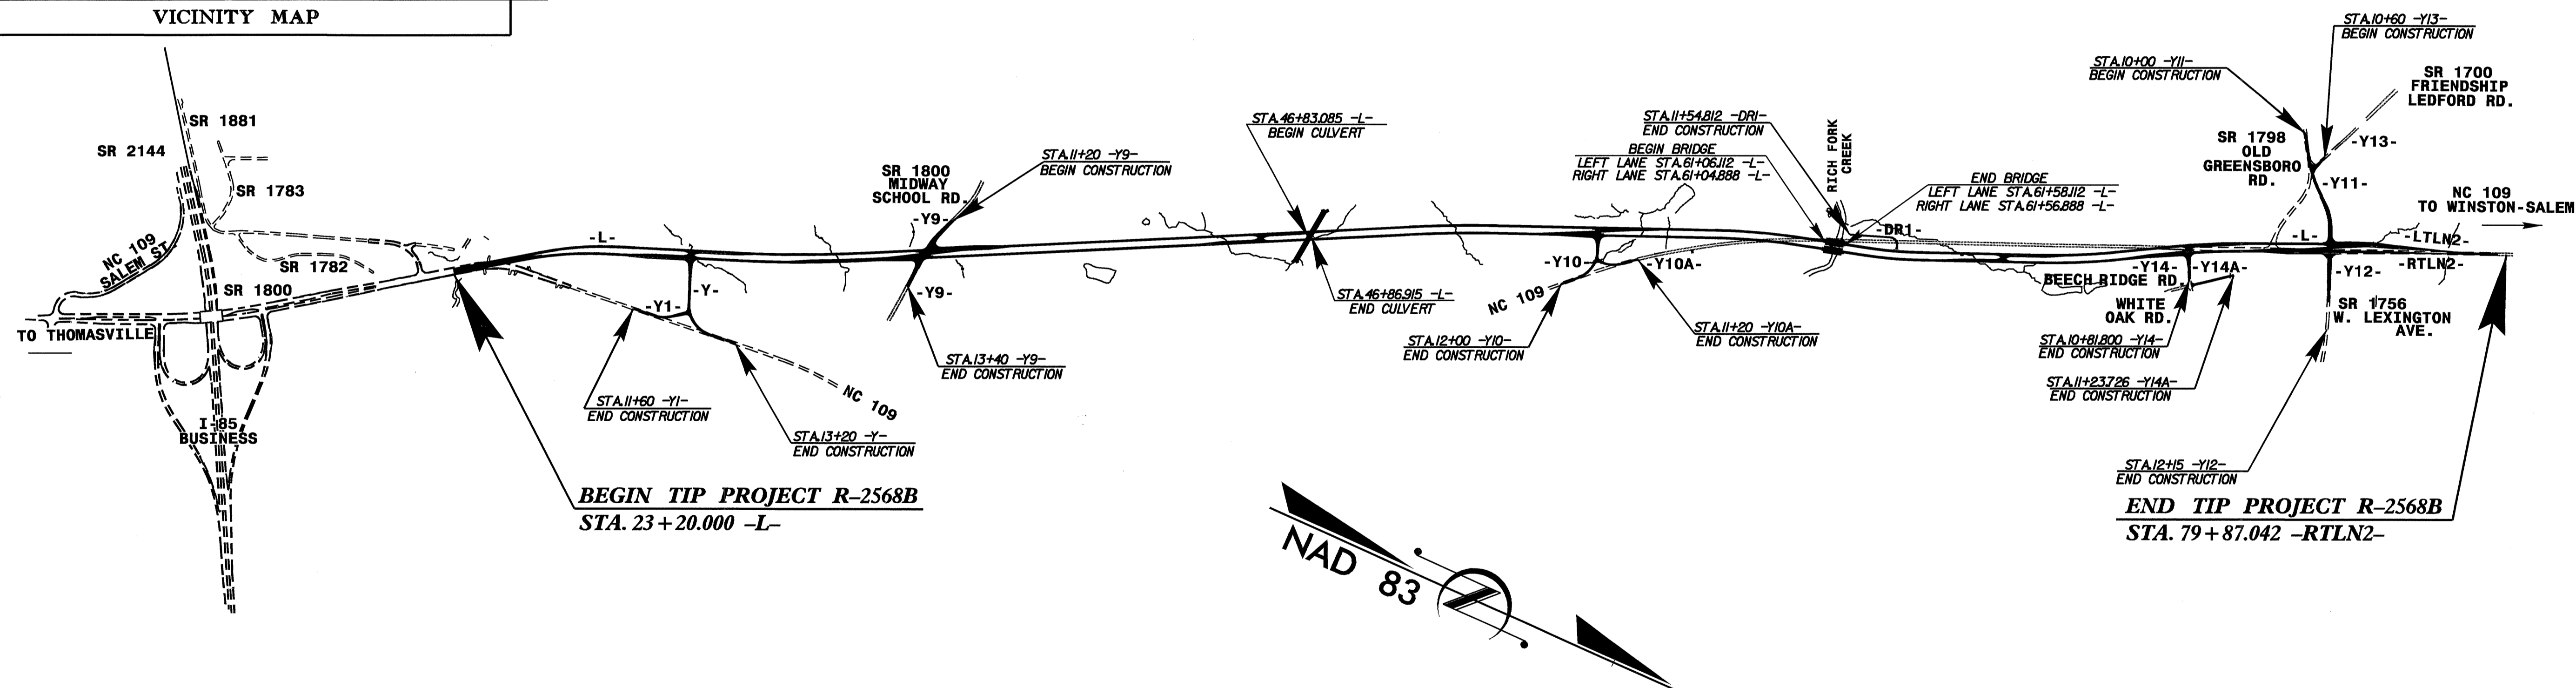 VICINITY MAP
STA.10+60 -Y13-
BEGIN CONSTRUCTION
STA.10+00 -Y11-
BEGIN CONSTRUCTION
SR 1700
FRIENDSHIP
LEDFORD RD.
SR 1881
SR 2144
SR 1783
NC 109
SALEM ST.
SR 1782
SR 1800
TO THOMASVILLE
I-85
BUSINESS
-L-
-Y-
-Y1-
SR 1800
MIDWAY
SCHOOL RD.
-Y9-
STA.11+20 -Y9-
BEGIN CONSTRUCTION
-Y9-
STA.13+40 -Y9-
END CONSTRUCTION
STA.11+60 -Y1-
END CONSTRUCTION
STA.13+20 -Y-
END CONSTRUCTION
NC 109
BEGIN TIP PROJECT R-2568B
STA. 23+20.000 -L-
STA.46+83.085 -L-
BEGIN CULVERT
STA.46+86.915 -L-
END CULVERT
STA.11+54.812 -DR1-
END CONSTRUCTION
BEGIN BRIDGE
LEFT LANE STA.61+06.112 -L-
RIGHT LANE STA.61+04.888 -L-
RICH FORK
CREEK
END BRIDGE
LEFT LANE STA.61+58.112 -L-
RIGHT LANE STA.61+56.888 -L-
-DR1-
-Y10-
-Y10A-
NC 109
STA.12+00 -Y10-
END CONSTRUCTION
STA.11+20 -Y10A-
END CONSTRUCTION
SR 1798
OLD
GREENSBORO
RD.
-Y13-
-Y11-
NC 109
TO WINSTON-SALEM
-L-
-LTLN2-
-RTLN2-
-Y14-
-Y14A-
-Y12-
BEECH RIDGE RD.
WHITE
OAK RD.
SR 1756
W. LEXINGTON
AVE.
STA.10+81.800 -Y14-
END CONSTRUCTION
STA.11+23.726 -Y14A-
END CONSTRUCTION
STA.12+15 -Y12-
END CONSTRUCTION
END TIP PROJECT R-2568B
STA. 79+87.042 -RTLN2-
NAD 83